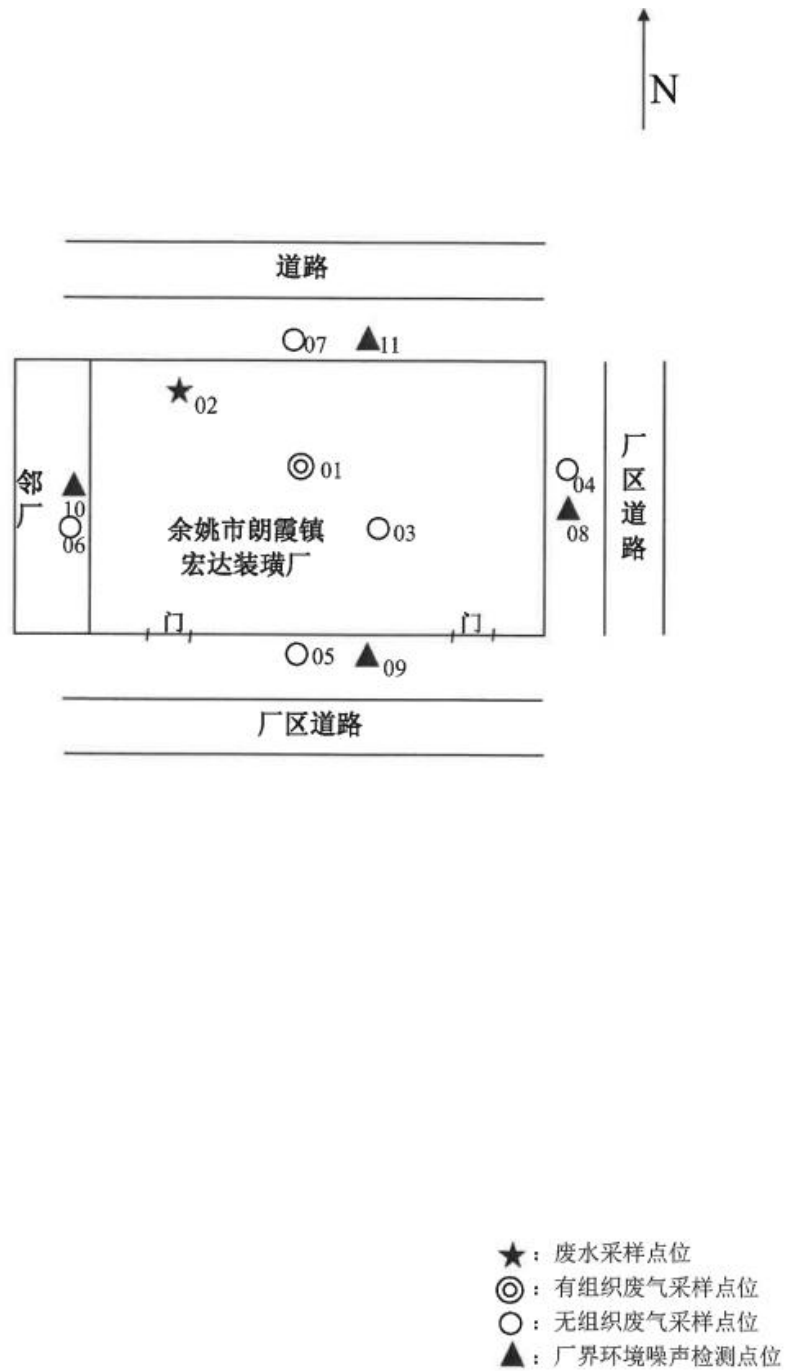 N
道路
07
11
02
01
04
厂区道路
邻厂
10
06
08
余姚市朗霞镇
宏达装璜厂
03
门
门
05
09
厂区道路
★：废水采样点位
◎：有组织废气采样点位
○：无组织废气采样点位
▲：厂界环境噪声检测点位